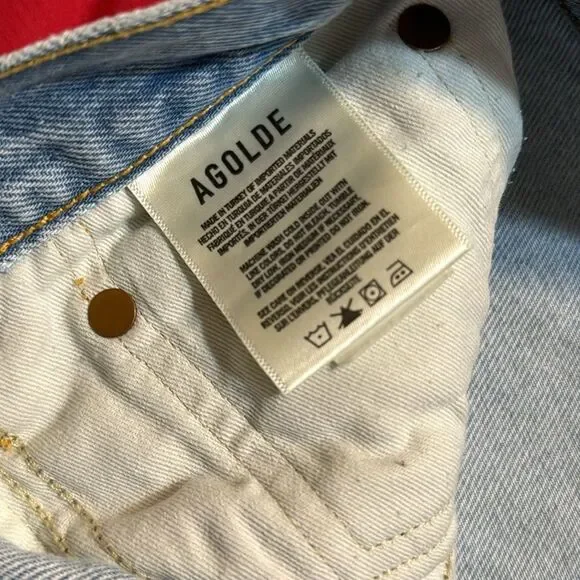 AGOLDE
MADE IN TURKEY OF IMPORTED MATERIALS
HECHO EN TURQUIA DE MATERIALES IMPORTADOS
FABRIQUÉ EN TURQUIE A PARTIR DE MATÉRIAUX
IMPORTÉS, IN DER TÜRKEI HERGESTELLT MIT
IMPORTIERTEN MATERIALIEN
MACHINE WASH COLD, INSIDE OUT WITH
LIKE COLORS, DO NOT BLEACH, TUMBLE
DRY LOW, IRON MEDIUM IF NEEDED
IF DECORATED OR PRINTED DO NOT IRON.
SEE CARE ON REVERSE VEA EL CUIDADO EN EL
REVERSO VOIR LES INSTRUCTIONS D'ENTRETIEN
SUR L'ENVERS, PFLEGEANLEITUNG AUF DER
RÜCKSEITE